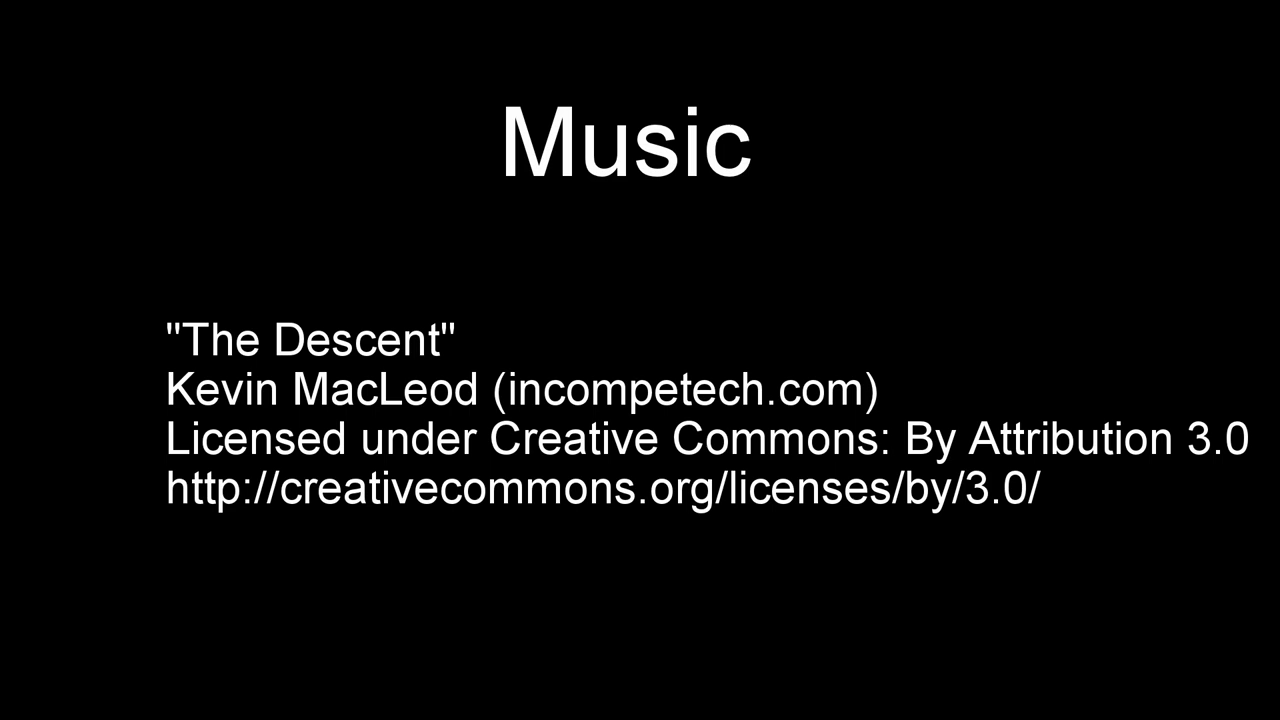 Music
"The Descent"
Kevin MacLeod (incompetech.com)
Licensed under Creative Commons: By Attribution 3.0
http://creativecommons.org/licenses/by/3.0/